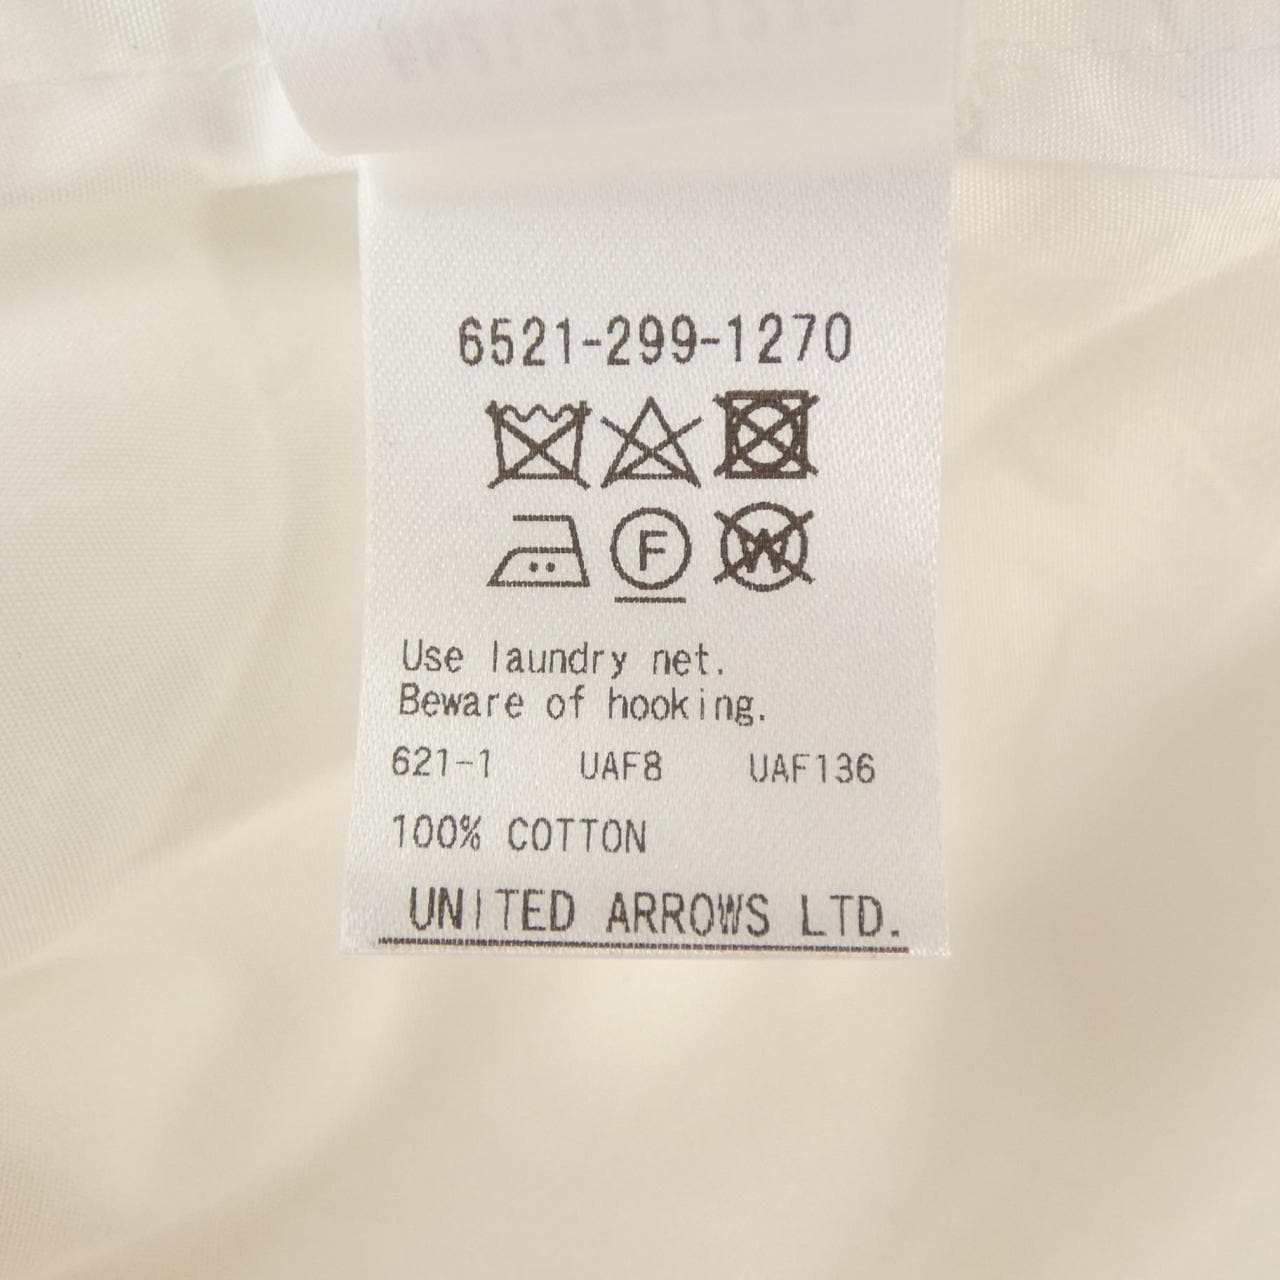 6521-299-1270
F
W
Use laundry net.
Beware of hooking.
621-1 UAF8 UAF136
100% COTTON
UNITED ARROWS LTD.